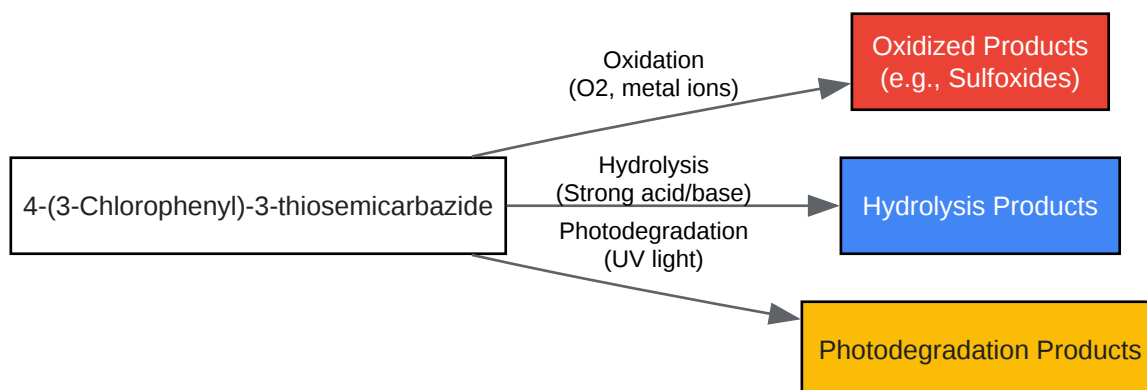 Oxidized Products
(e.g., Sulfoxides)
Oxidation
(O2, metal ions)
4-(3-Chlorophenyl)-3-thiosemicarbazide
Hydrolysis
(Strong acid/base)
Hydrolysis Products
Photodegradation
(UV light)
Photodegradation Products